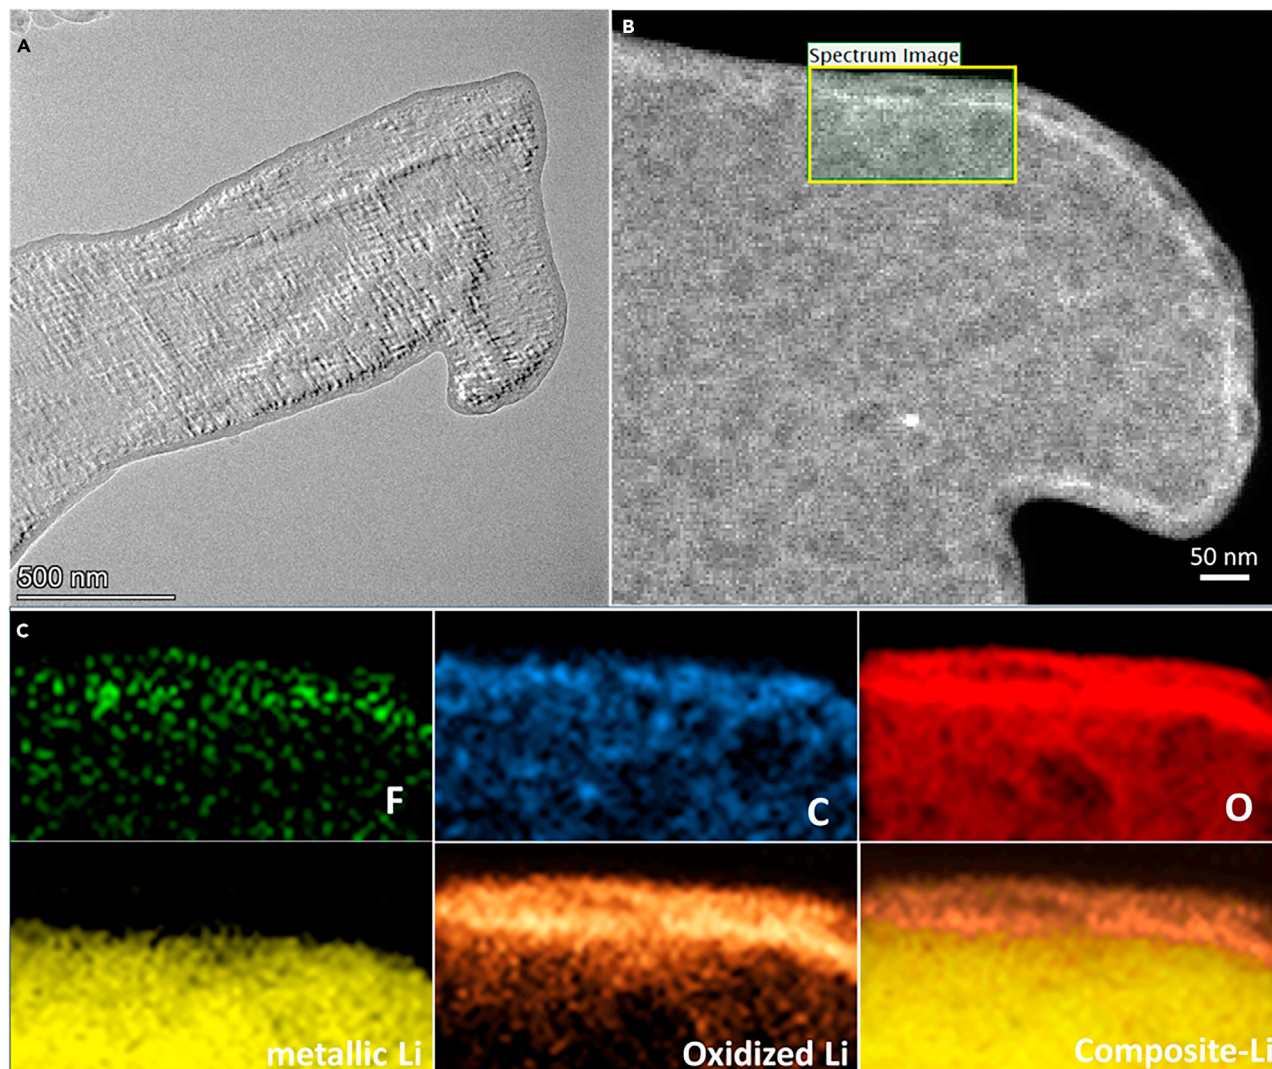 A
B
Spectrum Image
500 nm
50 nm
C
F
C
O
metallic Li
Oxidized Li
Composite-Li